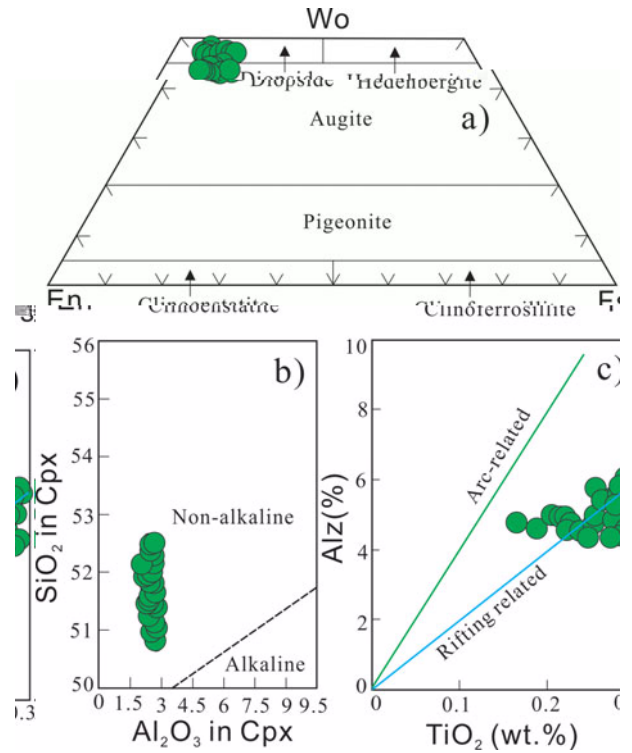 Wo
Augite
a)
Pigeonite
En
b)
56
55
54
53
52
51
50
SiO₂ in Cpx
Non-alkaline
Alkaline
0 1.5 3 4.5 6 7.5 9.5
Al₂O₃ in Cpx
c)
10
8
6
4
2
0
Alz(%)
Arc-related
Rifting related
0 0.1 0.2
TiO₂ (wt.%)